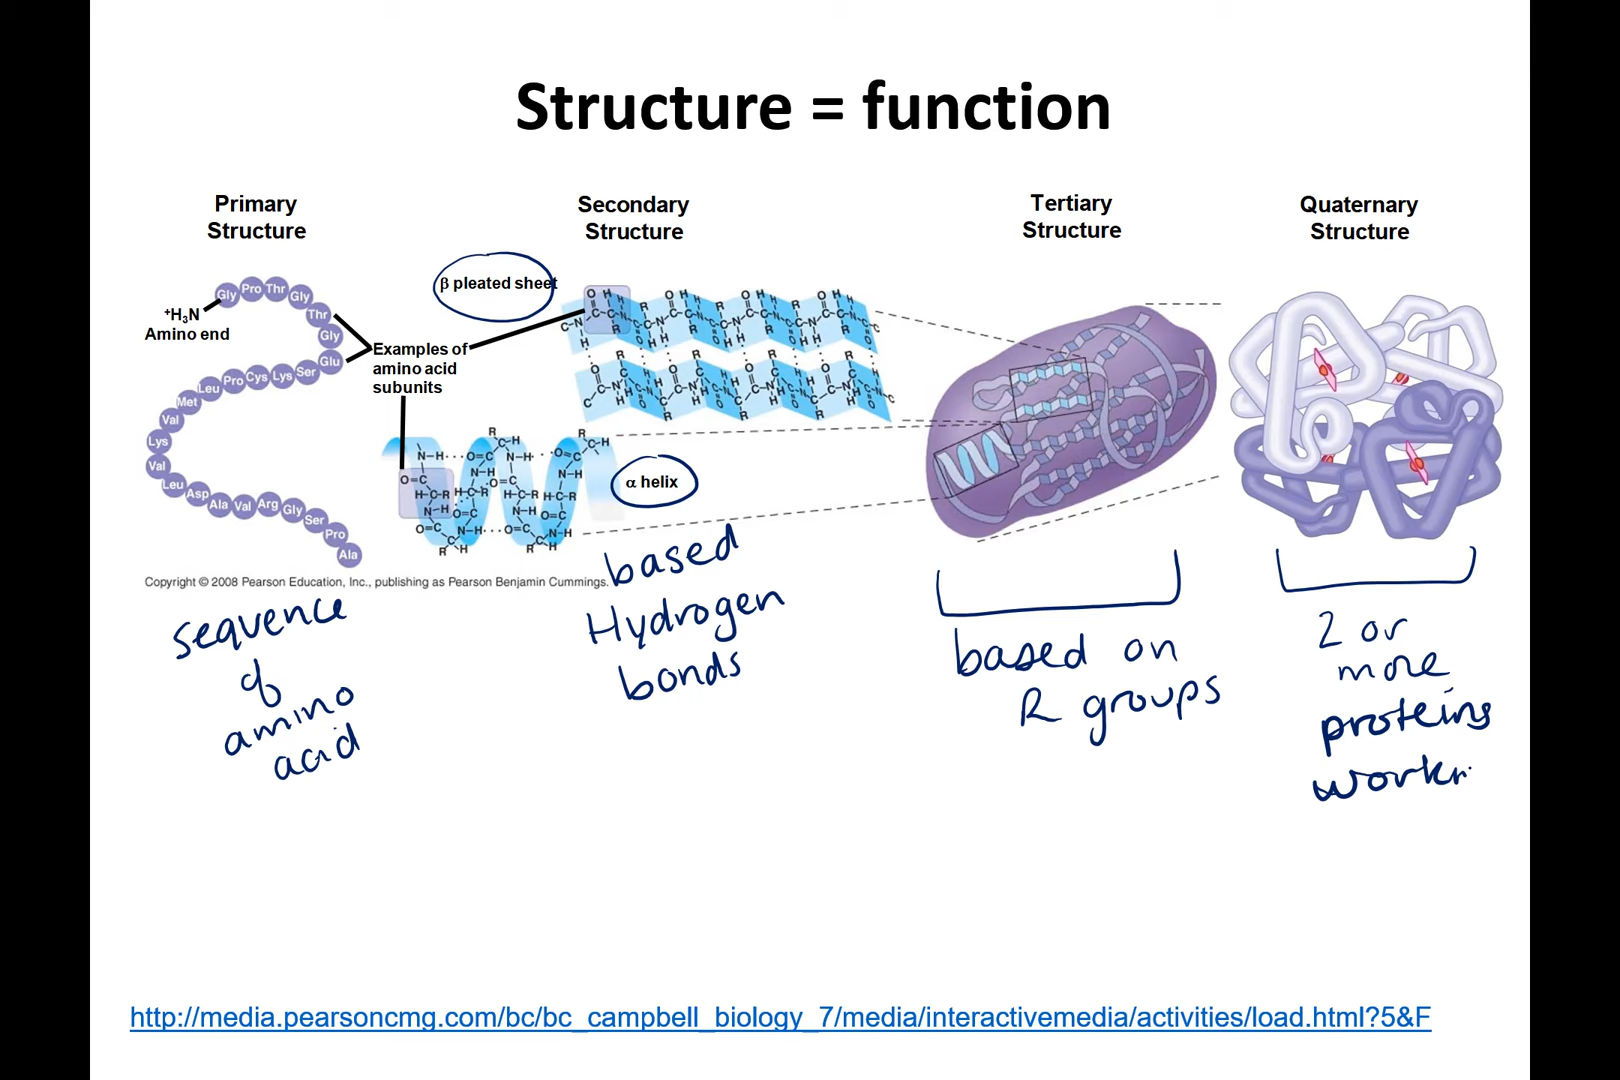 Structure = function
Primary
Structure
Secondary
Structure
Tertiary
Structure
Quaternary
Structure
β pleated sheet
Gly Pro Thr Gly
Thr
Gly
Glu
Ser
Lys
Cys
Pro
Leu
Met
Val
Lys
Val
Leu
Asp
Ala Val Arg Gly
Ser
Pro
Ala
+H3N
Amino end
Examples of
amino acid
subunits
α helix
Copyright © 2008 Pearson Education, Inc., publishing as Pearson Benjamin Cummings.
sequence
of
amino
acid
based
Hydrogen
bonds
based on
R groups
2 or
more
proteins
http://media.pearsoncmg.com/bc/bc_campbell_biology_7/media/interactivemedia/activities/load.html?5&F